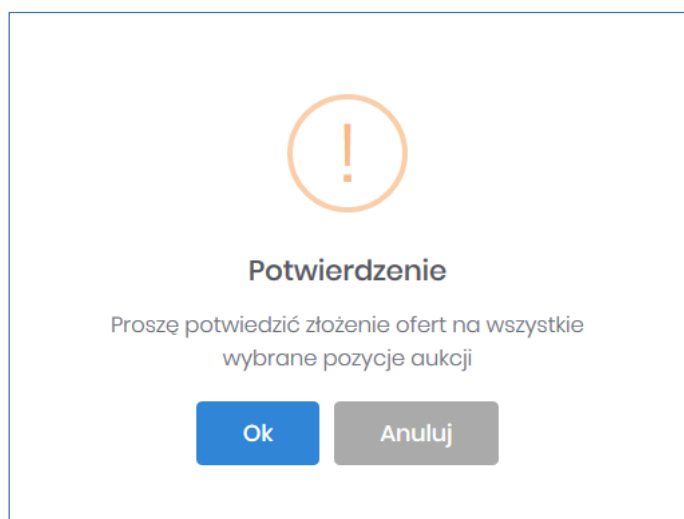 !
Potwierdzenie
Proszę potwiedzić złożenie ofert na wszystkie
wybrane pozycje aukcji
Ok
Anuluj